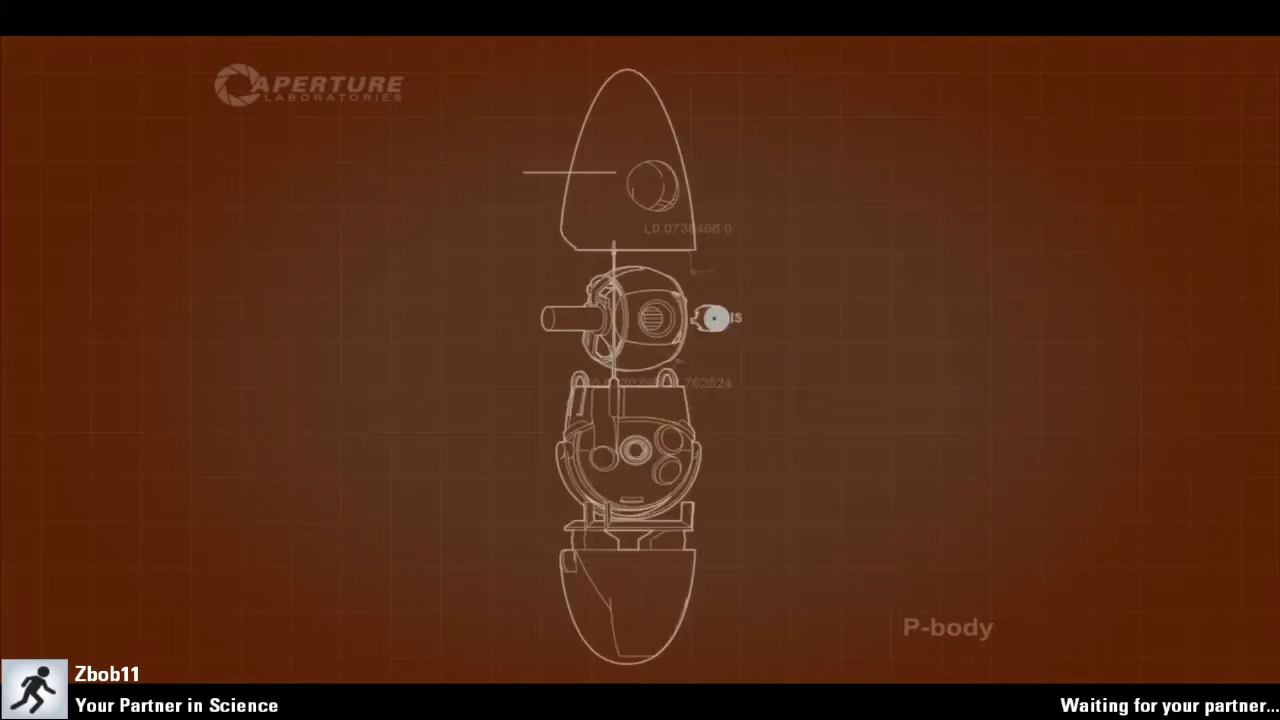 APERTURE
LABORATORIES
P-body
Zbob11
Your Partner in Science
Waiting for your partner...